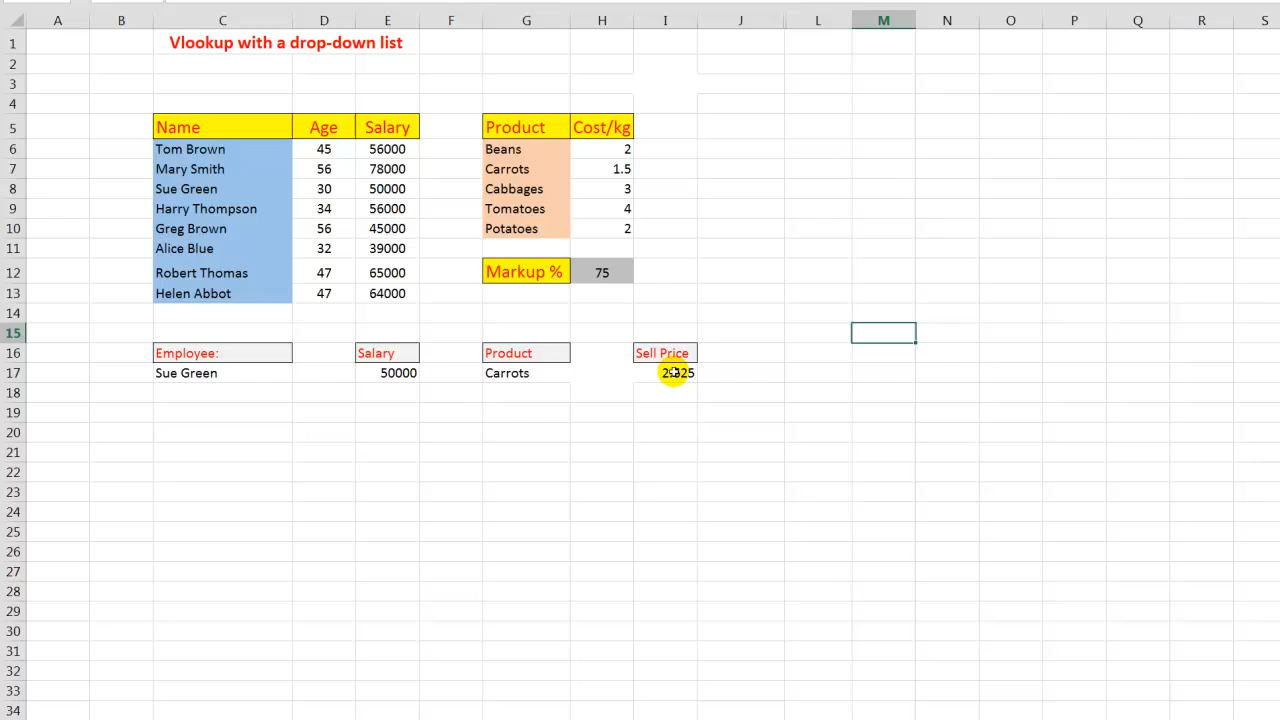 A B C D E F G H I J L M N O P Q R S
1 Vlookup with a drop-down list
2
3
4
5 Name Age Salary Product Cost/kg
6 Tom Brown 45 56000 Beans 2
7 Mary Smith 56 78000 Carrots 1.5
8 Sue Green 30 50000 Cabbages 3
9 Harry Thompson 34 56000 Tomatoes 4
10 Greg Brown 56 45000 Potatoes 2
11 Alice Blue 32 39000
12 Robert Thomas 47 65000 Markup % 75
13 Helen Abbot 47 64000
14
15
16 Employee: Salary Product Sell Price
17 Sue Green 50000 Carrots
18
19
20
21
22
23
24
25
26
27
28
29
30
31
32
33
34